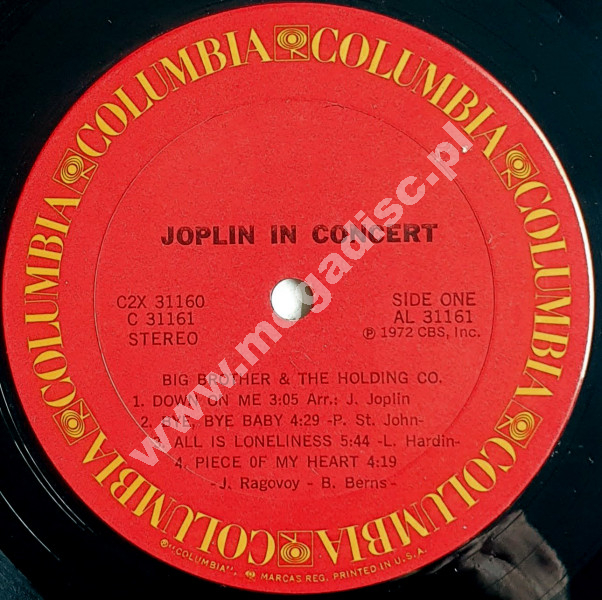 COLUMBIA COLUMBIA COLUMBIA COLUMBIA COLUMBIA COLUMBIA
JOPLIN IN CONCERT
C2X 31160
C 31161
STEREO
SIDE ONE
AL 31161
Ⓟ 1972 CBS, Inc.
BIG BROTHER & THE HOLDING CO.
1. DOWN ON ME 3:05 Arr.: J. Joplin
2. BYE, BYE BABY 4:29 -P. St. John-
3. ALL IS LONELINESS 5:44 -L. Hardin-
4. PIECE OF MY HEART 4:19
-J. Ragovoy - B. Berns-
®"COLUMBIA", MARCAS REG. PRINTED IN U.S.A.
www.megadisc.pl